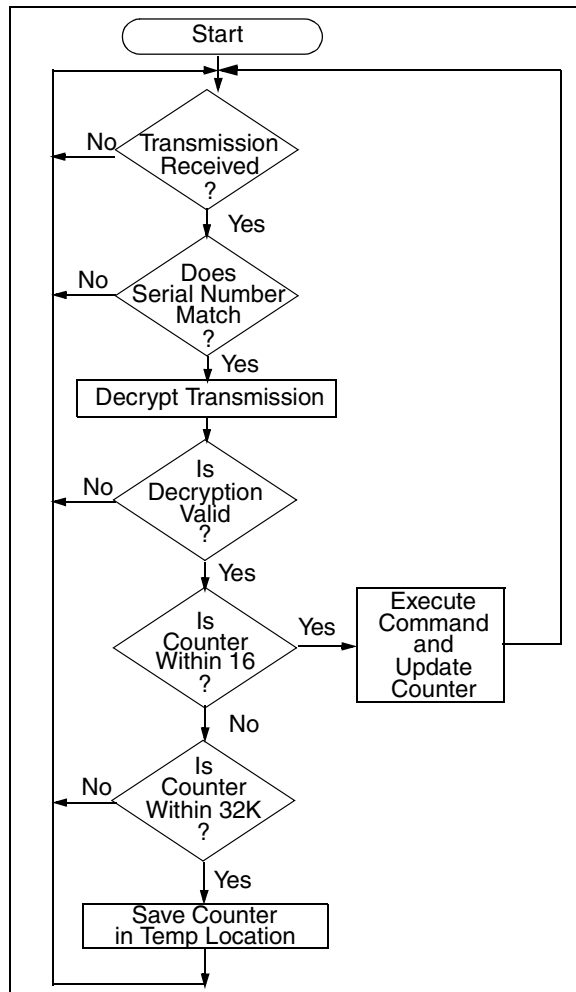 Start
No
Transmission
Received
?
Yes
No
Does
Serial Number
Match
?
Yes
Decrypt Transmission
No
Is
Decryption
Valid
?
Yes
Is
Counter
Within 16
?
Yes
Execute
Command
and
Update
Counter
No
No
Is
Counter
Within 32K
?
Yes
Save Counter
in Temp Location